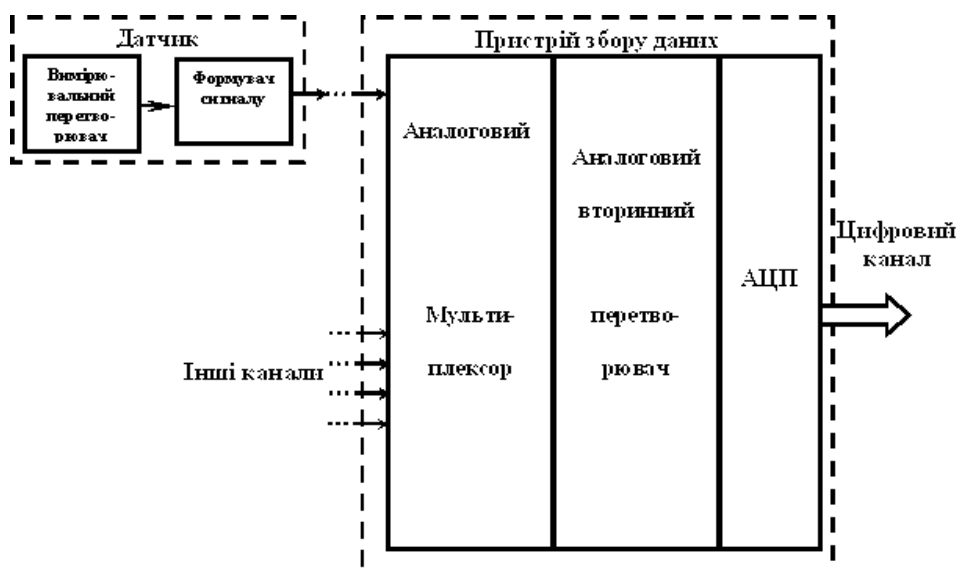 Датчик
Вимірю-
вальний
перетво-
рювач
Формувач
сигналу
Пристрій збору даних
Аналоговий
Мульти-
плексор
Аналоговий
вторинний
перетво-
рювач
АЦП
Цифровий
канал
Інші канали